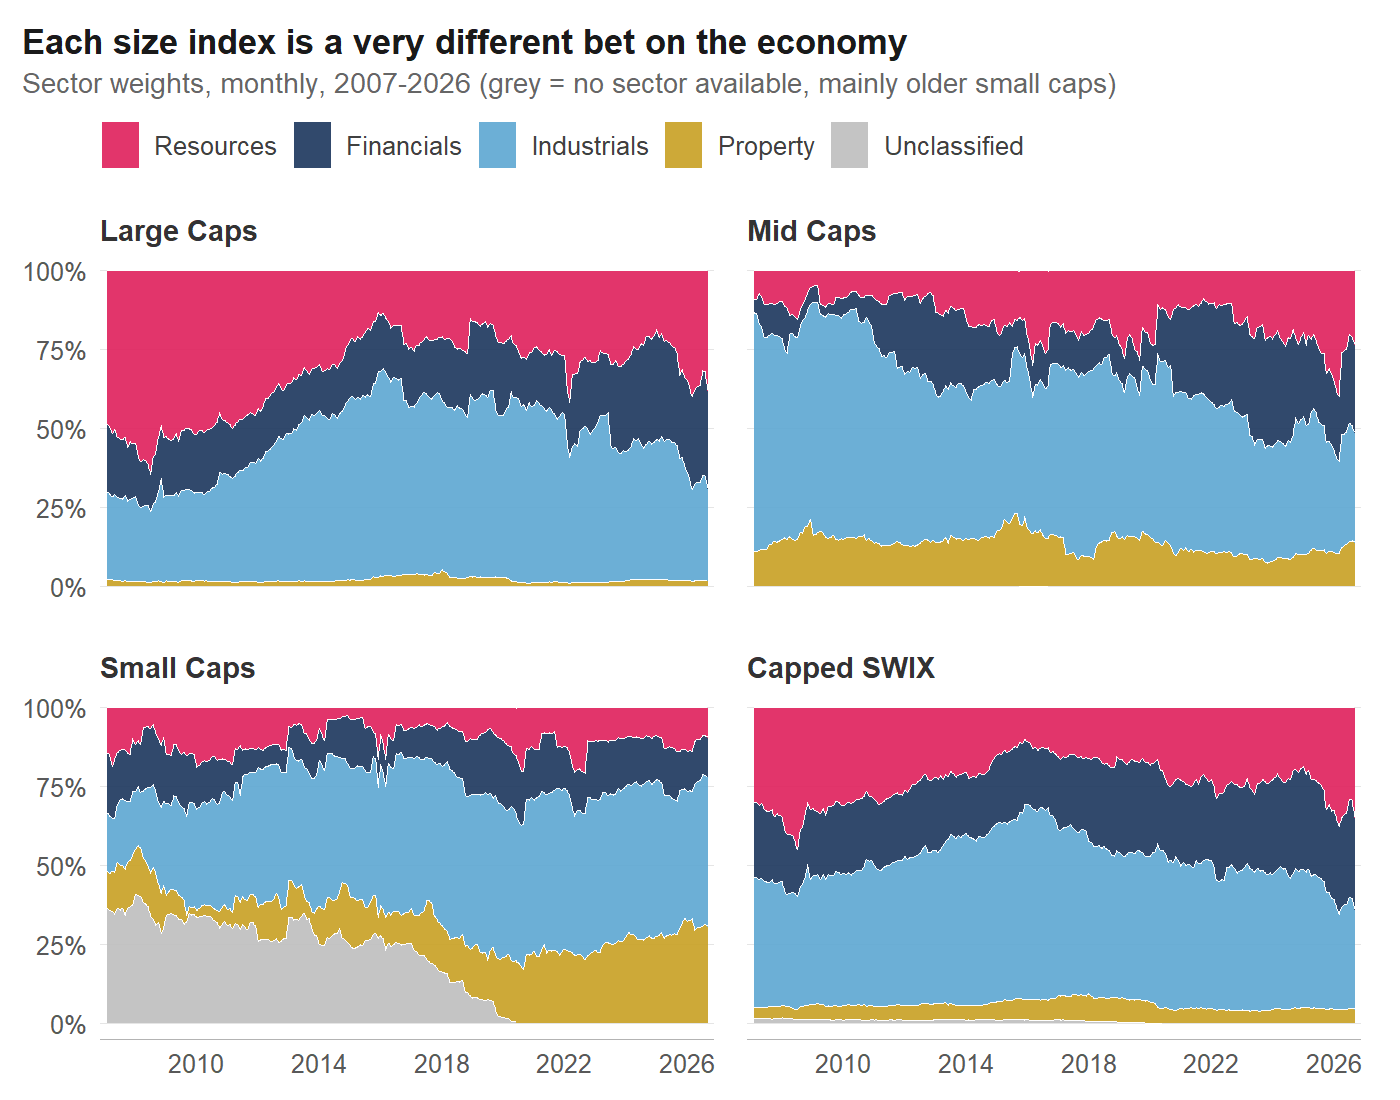 Each size index is a very different bet on the economy
Sector weights, monthly, 2007-2026 (grey = no sector available, mainly older small caps)
Resources Financials Industrials Property Unclassified
Large Caps Mid Caps
100%
75%
50%
25%
0%
Small Caps Capped SWIX
100%
75%
50%
25%
0%
2010 2014 2018 2022 2026 2010 2014 2018 2022 2026